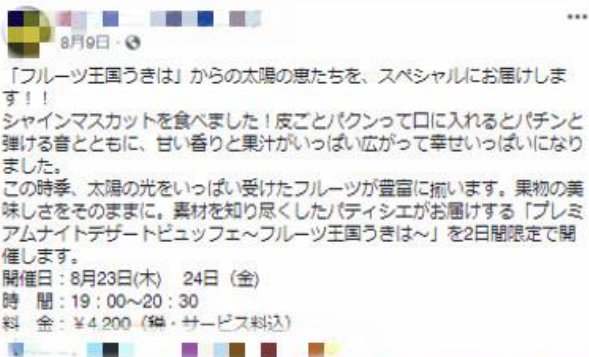 8月9日
「フルーツ王国うきは」からの太陽の恵たちを、スペシャルにお届けしま
す！！
シャインマスカットを食べました！皮ごとパクンって口に入れるとパチンと
弾ける音とともに、甘い香りと果汁がいっぱい広がって幸せいっぱいになり
ました。
この時季、太陽の光をいっぱい受けたフルーツが豊富に揃います。果物の美
味しさをそのままに。素材を知り尽くしたパティシエがお届けする「プレミ
アムナイトデザートビュッフェ～フルーツ王国うきは～」を2日間限定で開
催します。
開催日：8月23日(木)　24日（金)
時　間：19：00～20：30
料　金：¥4,200（税・サービス料込）